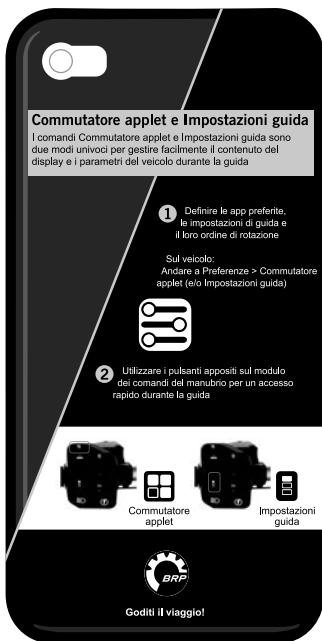 Commutatore applet e Impostazioni guida
I comandi Commutatore applet e Impostazioni guida sono
due modi univoci per gestire facilmente il contenuto del
display e i parametri del veicolo durante la guida
1 Definire le app preferite,
le impostazioni di guida e
il loro ordine di rotazione
Sul veicolo:
Andare a Preferenze > Commutatore
applet (e/o Impostazioni guida)
2 Utilizzare i pulsanti appositi sul modulo
dei comandi del manubrio per un accesso
rapido durante la guida
Commutatore
applet
Impostazioni
guida
BRP
Goditi il viaggio!